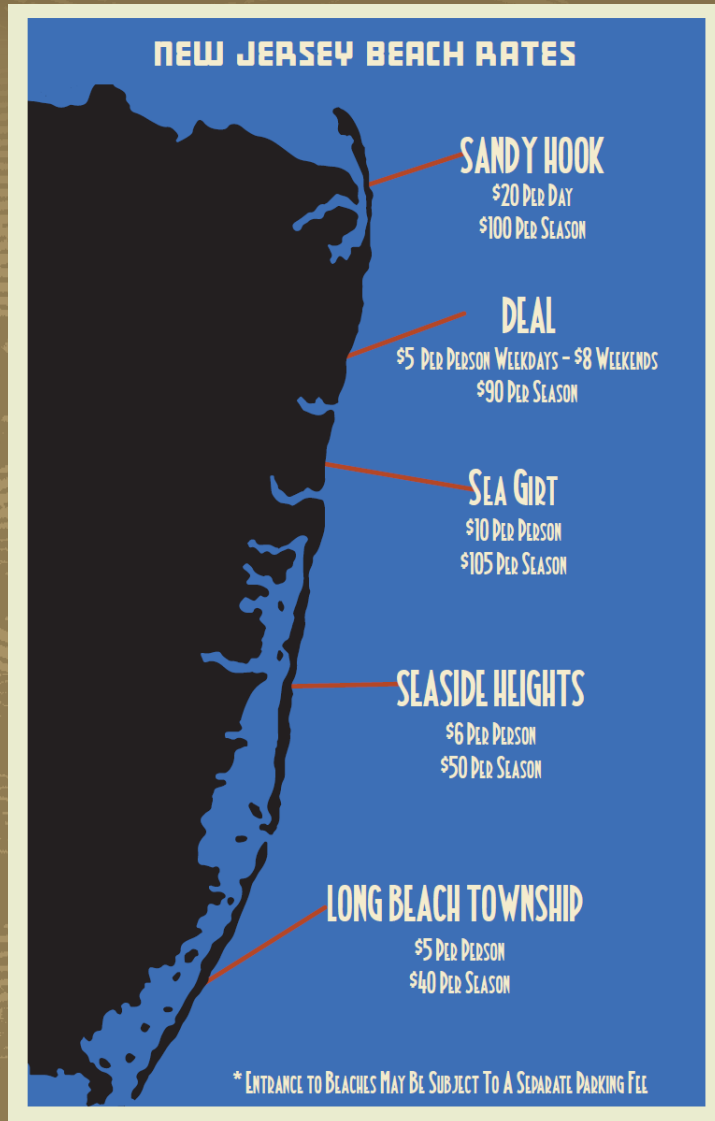 NEW JERSEY BEACH RATES
SANDY HOOK
$20 PER DAY
$100 PER SEASON
DEAL
$5 PER PERSON WEEKDAYS - $8 WEEKENDS
$90 PER SEASON
SEA GIRT
$10 PER PERSON
$105 PER SEASON
SEASIDE HEIGHTS
$6 PER PERSON
$50 PER SEASON
LONG BEACH TOWNSHIP
$5 PER PERSON
$40 PER SEASON
* ENTRANCE TO BEACHES MAY BE SUBJECT TO A SEPARATE PARKING FEE